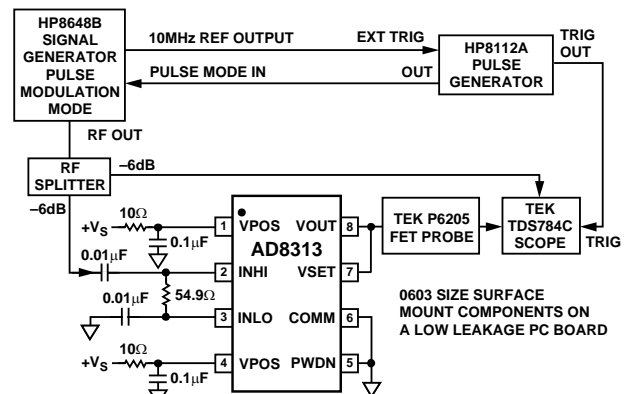 HP8648B
SIGNAL
GENERATOR
PULSE
MODULATION
MODE
10MHz REF OUTPUT
EXT TRIG
PULSE MODE IN
OUT
HP8112A
PULSE
GENERATOR
TRIG
OUT
RF OUT
RF
SPLITTER
–6dB
–6dB
+VS
10Ω
0.1μF
0.01μF
54.9Ω
0.01μF
+VS
10Ω
0.1μF
1 VPOS
2 INHI
3 INLO
4 VPOS
AD8313
VOUT 8
VSET 7
COMM 6
PWDN 5
TEK P6205
FET PROBE
TEK
TDS784C
SCOPE
TRIG
0603 SIZE SURFACE
MOUNT COMPONENTS ON
A LOW LEAKAGE PC BOARD